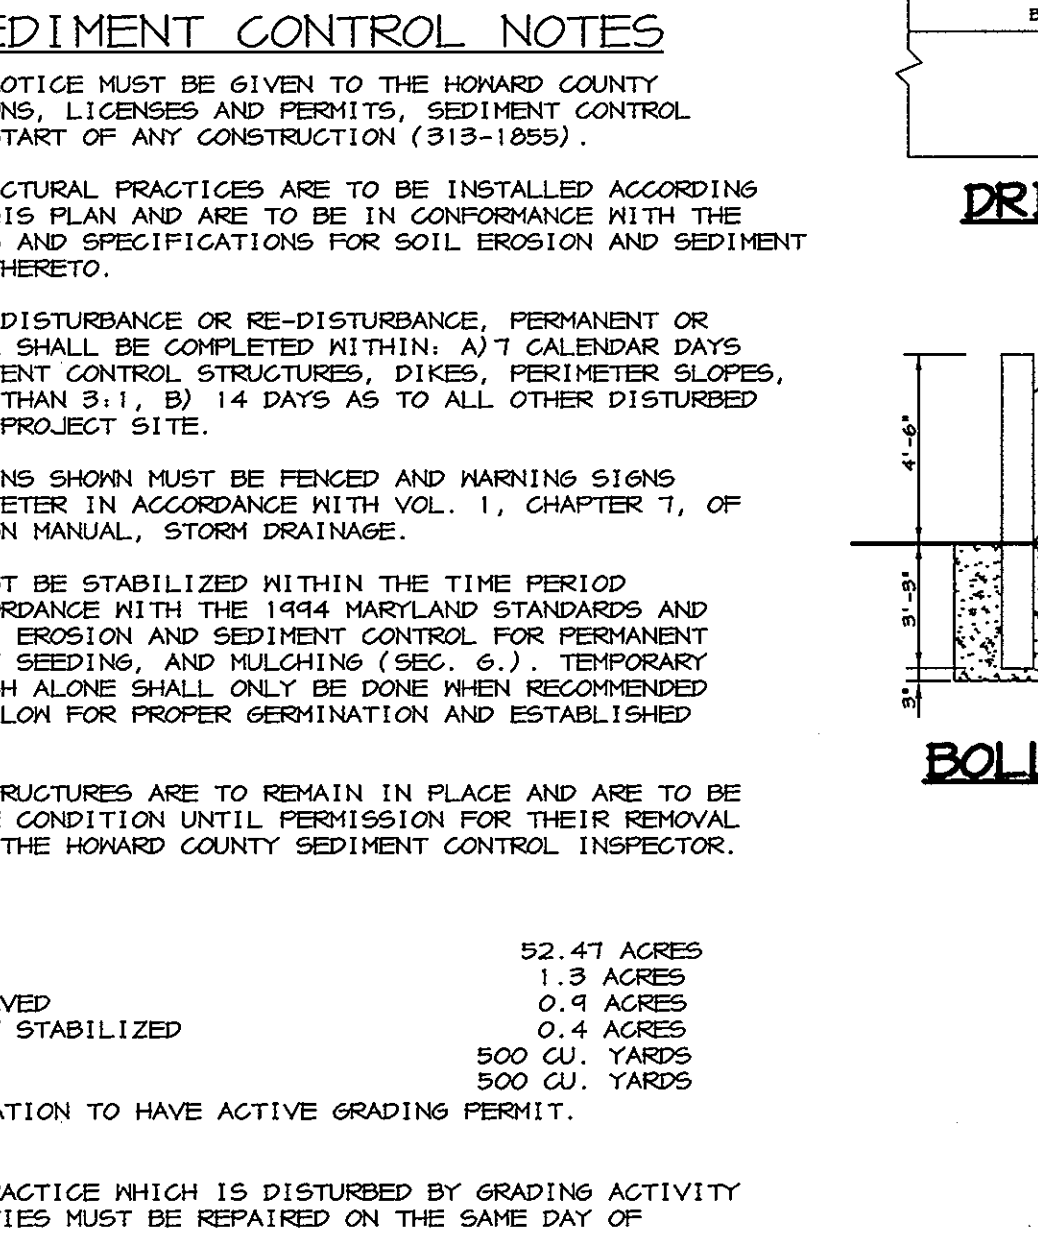 EDIMENT CONTROL NOTES
OTICE MUST BE GIVEN TO THE HOWARD COUNTY
NS, LICENSES AND PERMITS, SEDIMENT CONTROL
TART OF ANY CONSTRUCTION (313-1855).
CTURAL PRACTICES ARE TO BE INSTALLED ACCORDING
IS PLAN AND ARE TO BE IN CONFORMANCE WITH THE
AND SPECIFICATIONS FOR SOIL EROSION AND SEDIMENT
HERETO.
DISTURBANCE OR RE-DISTURBANCE, PERMANENT OR
SHALL BE COMPLETED WITHIN: A)7 CALENDAR DAYS
ENT CONTROL STRUCTURES, DIKES, PERIMETER SLOPES,
THAN 3:1, B) 14 DAYS AS TO ALL OTHER DISTURBED
PROJECT SITE.
NS SHOWN MUST BE FENCED AND WARNING SIGNS
ETER IN ACCORDANCE WITH VOL. 1, CHAPTER 7, OF
N MANUAL, STORM DRAINAGE.
T BE STABILIZED WITHIN THE TIME PERIOD
RDANCE WITH THE 1994 MARYLAND STANDARDS AND
EROSION AND SEDIMENT CONTROL FOR PERMANENT
SEEDING, AND MULCHING (SEC. G.). TEMPORARY
H ALONE SHALL ONLY BE DONE WHEN RECOMMENDED
LOW FOR PROPER GERMINATION AND ESTABLISHED
RUCTURES ARE TO REMAIN IN PLACE AND ARE TO BE
E CONDITION UNTIL PERMISSION FOR THEIR REMOVAL
THE HOWARD COUNTY SEDIMENT CONTROL INSPECTOR.
52.47 ACRES
1.3 ACRES
VED 0.9 ACRES
STABILIZED 0.4 ACRES
500 CU. YARDS
500 CU. YARDS
ATION TO HAVE ACTIVE GRADING PERMIT.
RACTICE WHICH IS DISTURBED BY GRADING ACTIVITY
TIES MUST BE REPAIRED ON THE SAME DAY OF
B
DRI
4'-6"
3'-3"
3"
BOLL